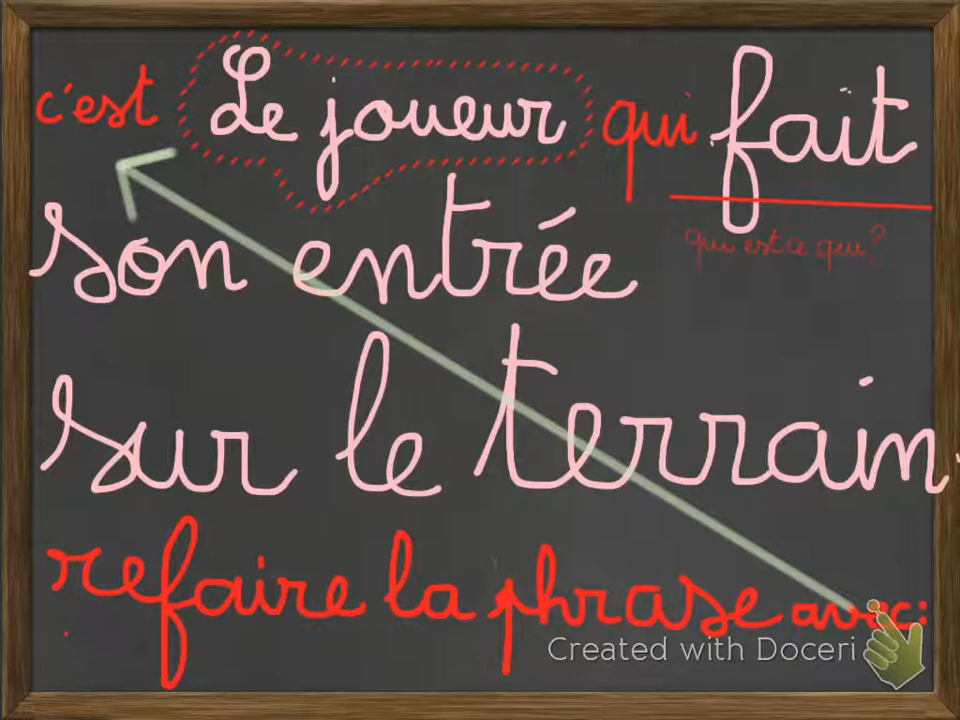 c'est Le joueur qui fait
qui est ce qui ?
son entrée
sur le terrain.
refaire la phrase avec :
Created with Doceri